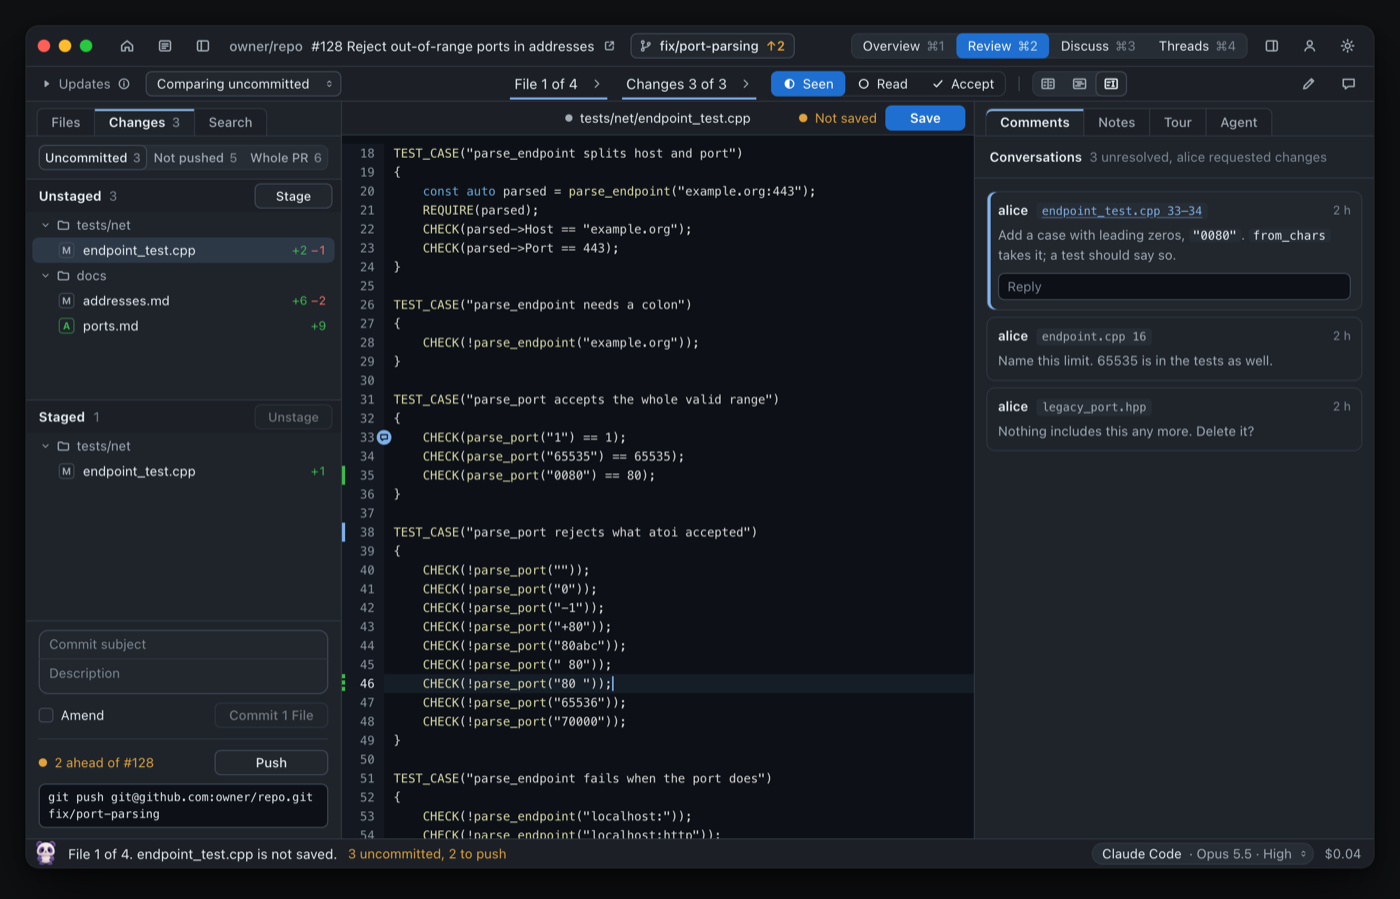 owner/repo #128 Reject out-of-range ports in addresses fix/port-parsing ↑2 Overview ⌘1 Review ⌘2 Discuss ⌘3 Threads ⌘4
Updates Comparing uncommitted File 1 of 4 Changes 3 of 3 Seen Read Accept
Files Changes 3 Search
Uncommitted 3 Not pushed 5 Whole PR 6
Unstaged 3 Stage
tests/net
M endpoint_test.cpp +2 −1
docs
M addresses.md +6 −2
A ports.md +9
Staged 1 Unstage
tests/net
M endpoint_test.cpp +1
Commit subject
Description
Amend Commit 1 File
2 ahead of #128 Push
git push git@github.com:owner/repo.git
fix/port-parsing
tests/net/endpoint_test.cpp Not saved Save
18 TEST_CASE("parse_endpoint splits host and port")
19 {
20 const auto parsed = parse_endpoint("example.org:443");
21 REQUIRE(parsed);
22 CHECK(parsed->Host == "example.org");
23 CHECK(parsed->Port == 443);
24 }
25
26 TEST_CASE("parse_endpoint needs a colon")
27 {
28 CHECK(!parse_endpoint("example.org"));
29 }
30
31 TEST_CASE("parse_port accepts the whole valid range")
32 {
33 CHECK(parse_port("1") == 1);
34 CHECK(parse_port("65535") == 65535);
35 CHECK(parse_port("0080") == 80);
36 }
37
38 TEST_CASE("parse_port rejects what atoi accepted")
39 {
40 CHECK(!parse_port(""));
41 CHECK(!parse_port("0"));
42 CHECK(!parse_port("-1"));
43 CHECK(!parse_port("+80"));
44 CHECK(!parse_port("80abc"));
45 CHECK(!parse_port(" 80"));
46 CHECK(!parse_port("80 "));
47 CHECK(!parse_port("65536"));
48 CHECK(!parse_port("70000"));
49 }
50
51 TEST_CASE("parse_endpoint fails when the port does")
52 {
53 CHECK(!parse_endpoint("localhost:"));
54 CHECK(!parse_endpoint("localhost:http"));
Comments Notes Tour Agent
Conversations 3 unresolved, alice requested changes
alice endpoint_test.cpp 33–34 2 h
Add a case with leading zeros, "0080" . from_chars
takes it; a test should say so.
Reply
alice endpoint.cpp 16 2 h
Name this limit. 65535 is in the tests as well.
alice legacy_port.hpp 2 h
Nothing includes this any more. Delete it?
File 1 of 4. endpoint_test.cpp is not saved. 3 uncommitted, 2 to push Claude Code · Opus 5.5 · High $0.04